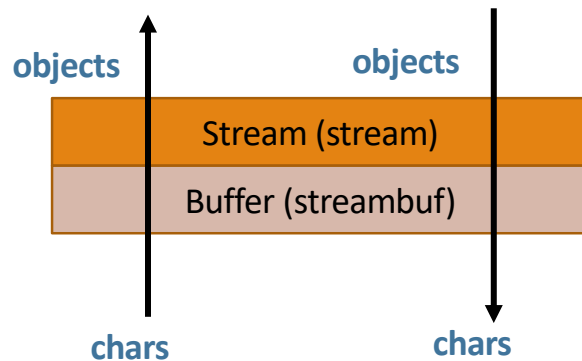 objects
objects
Stream (stream)
Buffer (streambuf)
chars
chars